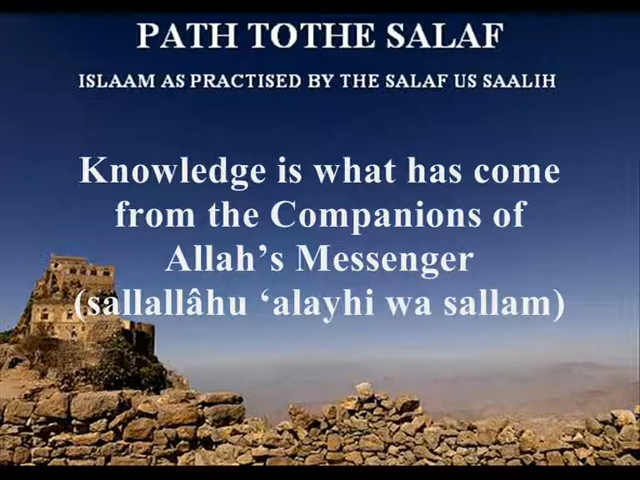 PATH TOTHE SALAF
ISLAAM AS PRACTISED BY THE SALAF US SAALIH
Knowledge is what has come
from the Companions of
Allah’s Messenger
(sallallâhu ‘alayhi wa sallam)